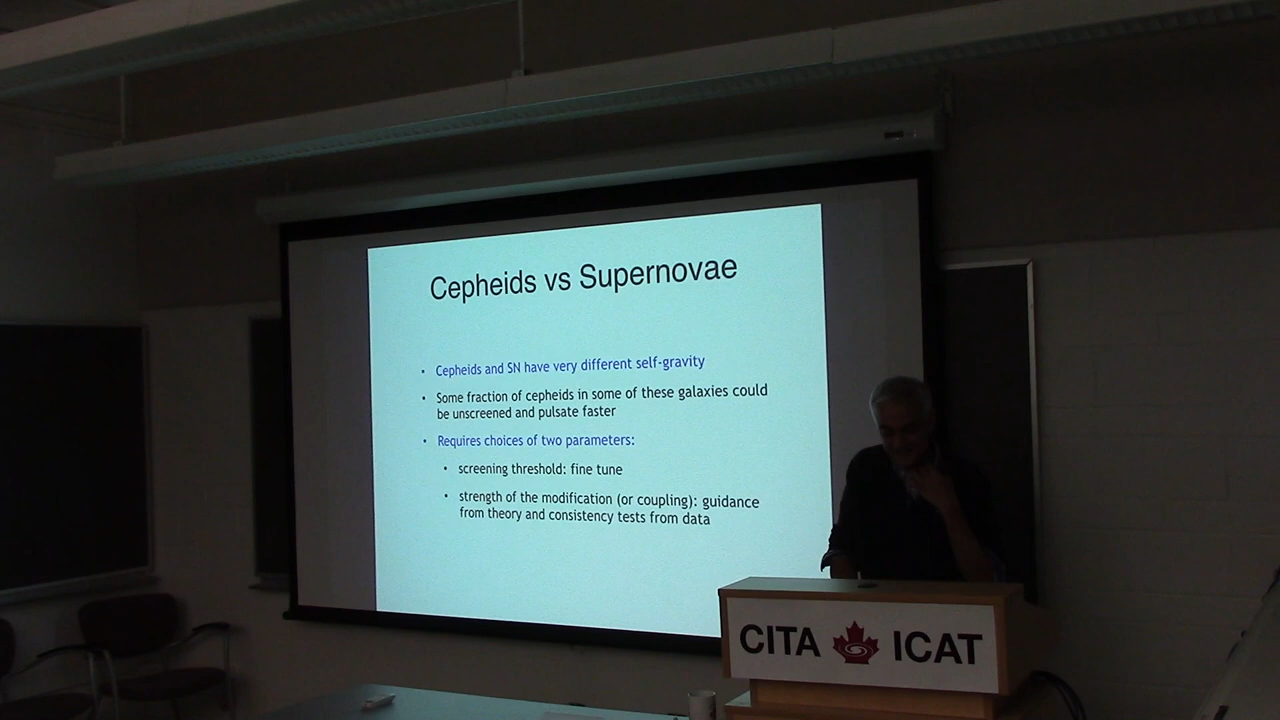 Cepheids vs Supernovae
• Cepheids and SN have very different self-gravity
• Some fraction of cepheids in some of these galaxies could
be unscreened and pulsate faster
• Requires choices of two parameters:
• screening threshold: fine tune
• strength of the modification (or coupling): guidance
from theory and consistency tests from data
CITA ICAT